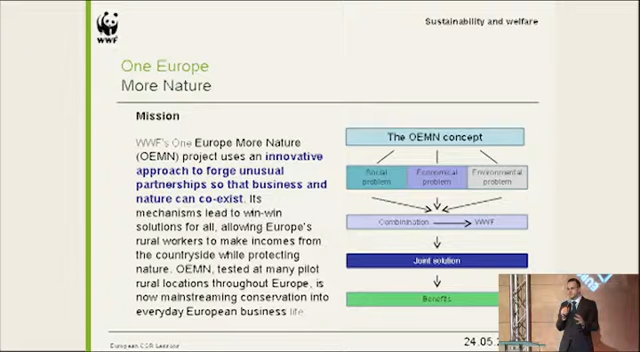 WWF
Sustainability and welfare
One Europe
More Nature
Mission
WWF's One Europe More Nature
(OEMN) project uses an innovative
approach to forge unusual
partnerships so that business and
nature can co-exist. Its
mechanisms lead to win-win
solutions for all, allowing Europe's
rural workers to make incomes from
the countryside while protecting
nature. OEMN, tested at many pilot
rural locations throughout Europe, is
now mainstreaming conservation into
everyday European business life.
The OEMN concept
Social problem
Economical problem
Environmental problem
Combination WWF
Joint solution
Benefits
European CSR Lessons
24.05.2